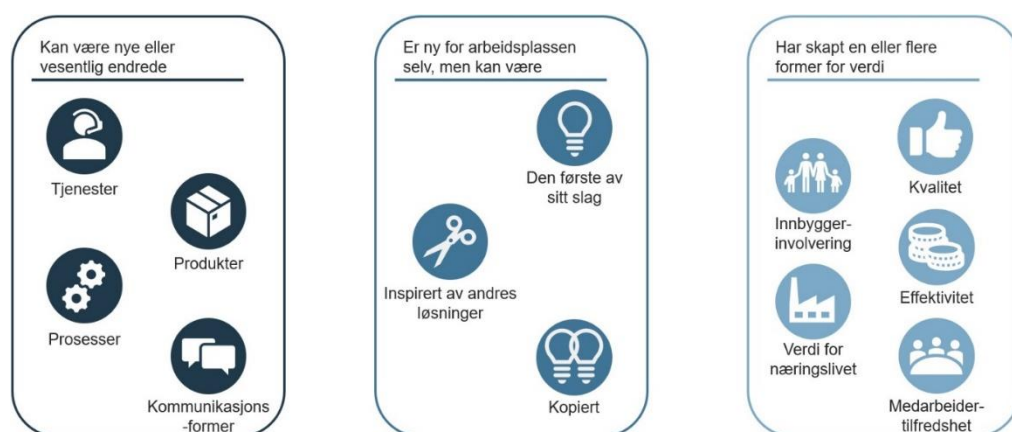 Kan være nye eller
vesentlig endrede
Tjenester
Produkter
Prosesser
Kommunikasjons
-former
Er ny for arbeidsplassen
selv, men kan være
Den første av
sitt slag
Inspirert av andres
løsninger
Kopiert
Har skapt en eller flere
former for verdi
Kvalitet
Innbygger-
involvering
Effektivitet
Verdi for
næringslivet
Medarbeider-
tilfredshet